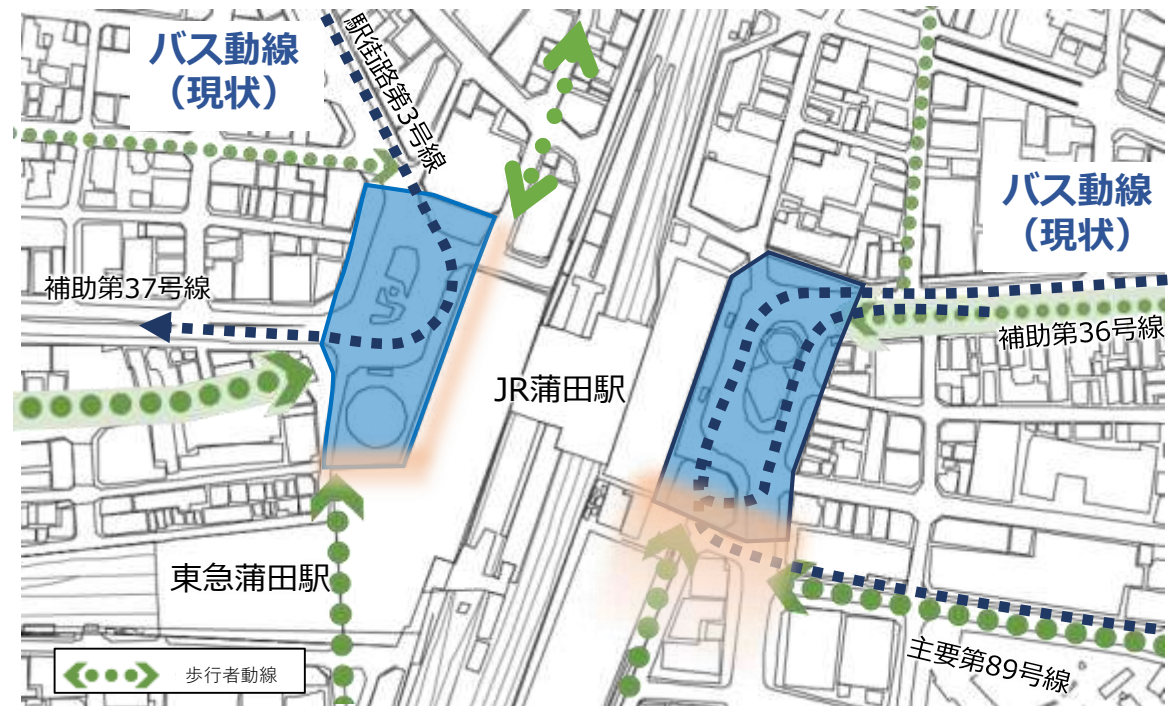 バス動線
（現状）
駅街路第3号線
バス動線
（現状）
補助第37号線
補助第36号線
JR蒲田駅
東急蒲田駅
主要第89号線
歩行者動線